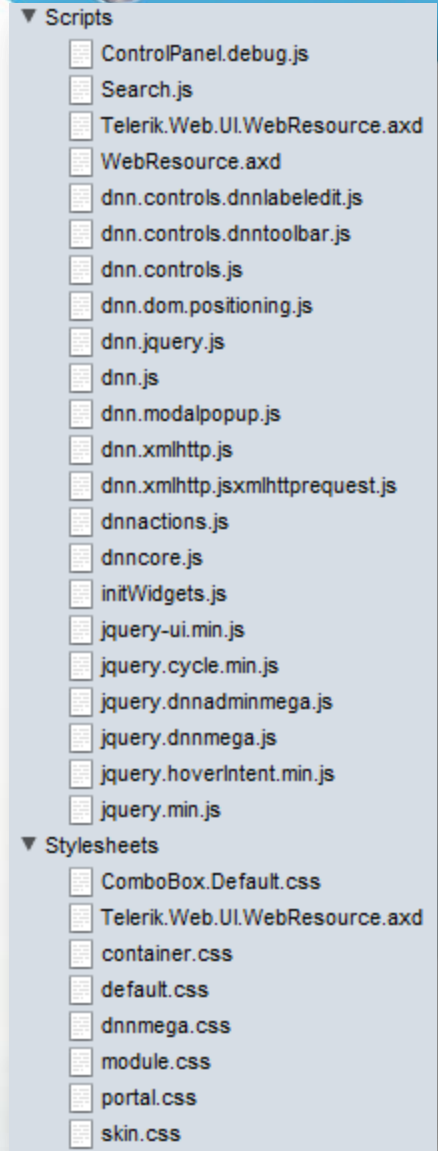 Scripts
ControlPanel.debug.js
Search.js
Telerik.Web.UI.WebResource.axd
WebResource.axd
dnn.controls.dnnlabeledit.js
dnn.controls.dnntoolbar.js
dnn.controls.js
dnn.dom.positioning.js
dnn.jquery.js
dnn.js
dnn.modalpopup.js
dnn.xmlhttp.js
dnn.xmlhttp.jsxmlhttprequest.js
dnnactions.js
dnncore.js
initWidgets.js
jquery-ui.min.js
jquery.cycle.min.js
jquery.dnnadminmega.js
jquery.dnnmega.js
jquery.hoverIntent.min.js
jquery.min.js
Stylesheets
ComboBox.Default.css
Telerik.Web.UI.WebResource.axd
container.css
default.css
dnnmega.css
module.css
portal.css
skin.css